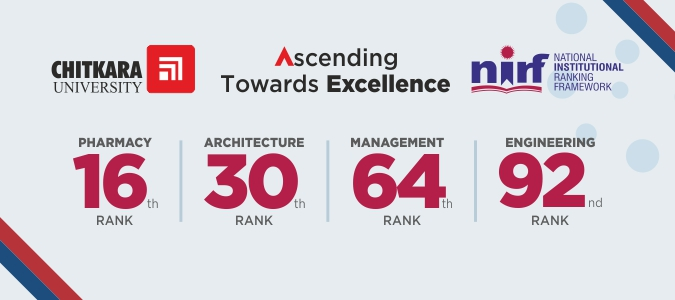 CHITKARA
UNIVERSITY
Ascending
Towards Excellence
nirf
NATIONAL
INSTITUTIONAL
RANKING
FRAMEWORK
PHARMACY
16th
RANK
ARCHITECTURE
30th
RANK
MANAGEMENT
64th
RANK
ENGINEERING
92nd
RANK